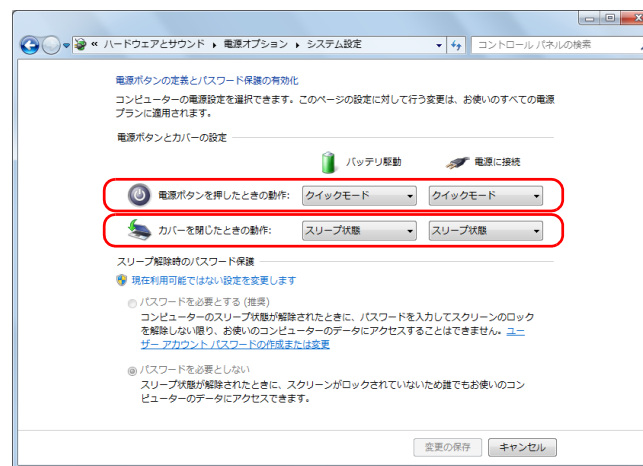 « ハードウェアとサウンド ▸ 電源オプション ▸ システム設定
コントロール パネルの検索
電源ボタンの定義とパスワード保護の有効化
コンピューターの電源設定を選択できます。このページの設定に対して行う変更は、お使いのすべての電源
プランに適用されます。
電源ボタンとカバーの設定
バッテリ駆動 電源に接続
電源ボタンを押したときの動作: クイックモード クイックモード
カバーを閉じたときの動作: スリープ状態 スリープ状態
スリープ解除時のパスワード保護
現在利用可能ではない設定を変更します
パスワードを必要とする (推奨)
コンピューターのスリープ状態が解除されたときに、パスワードを入力してスクリーンのロック
を解除しない限り、お使いのコンピューターのデータにアクセスすることはできません。ユー
ザー アカウント パスワードの作成または変更
パスワードを必要としない
スリープ状態が解除されたときに、スクリーンがロックされていないため誰でもお使いのコン
ピューターのデータにアクセスできます。
変更の保存 キャンセル